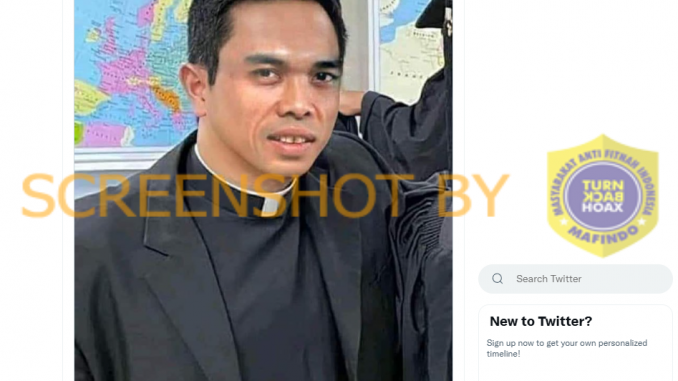 SCREENSHOT BY
MASYARAKAT ANTI FITNAH INDONESIA
TURN
BACK
HOAX
MAFINDO
Search Twitter
New to Twitter?
Sign up now to get your own personalized
timeline!